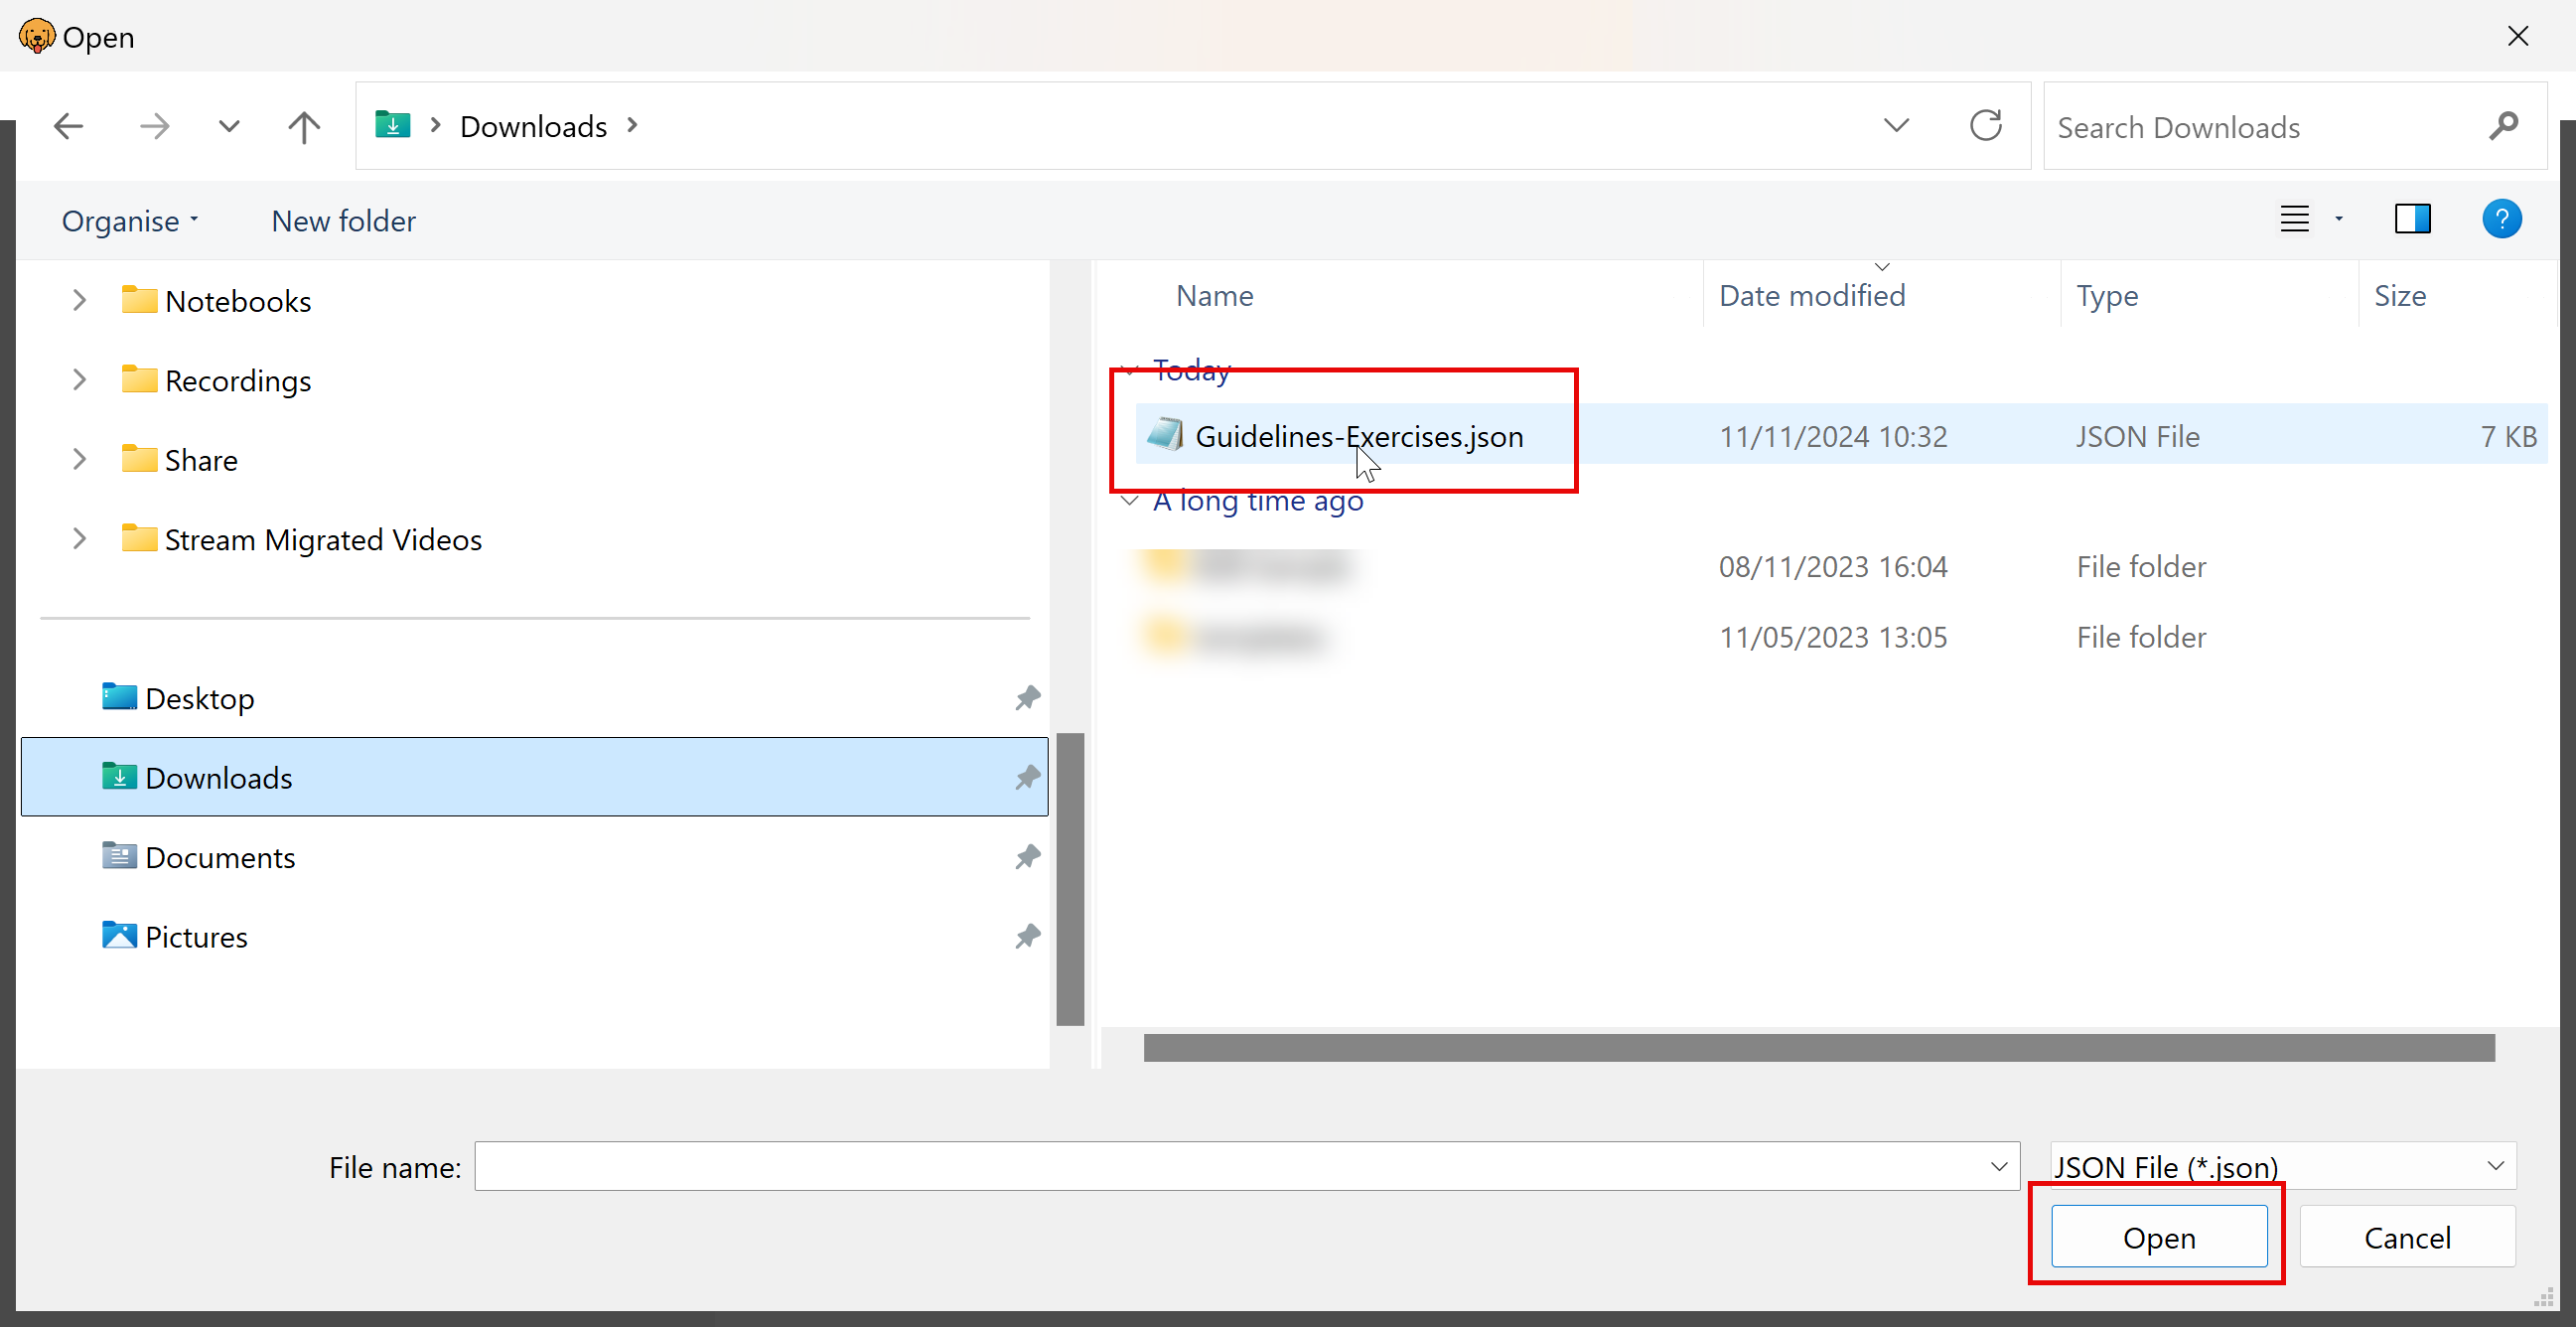 Open
Downloads
Search Downloads
Organise New folder
?
Name Date modified Type Size
Notebooks
Recordings
Share
Stream Migrated Videos
Desktop
Downloads
Documents
Pictures
Today
Guidelines-Exercises.json 11/11/2024 10:32 JSON File 7 KB
A long time ago
08/11/2023 16:04 File folder
11/05/2023 13:05 File folder
File name: JSON File (*.json)
Open Cancel